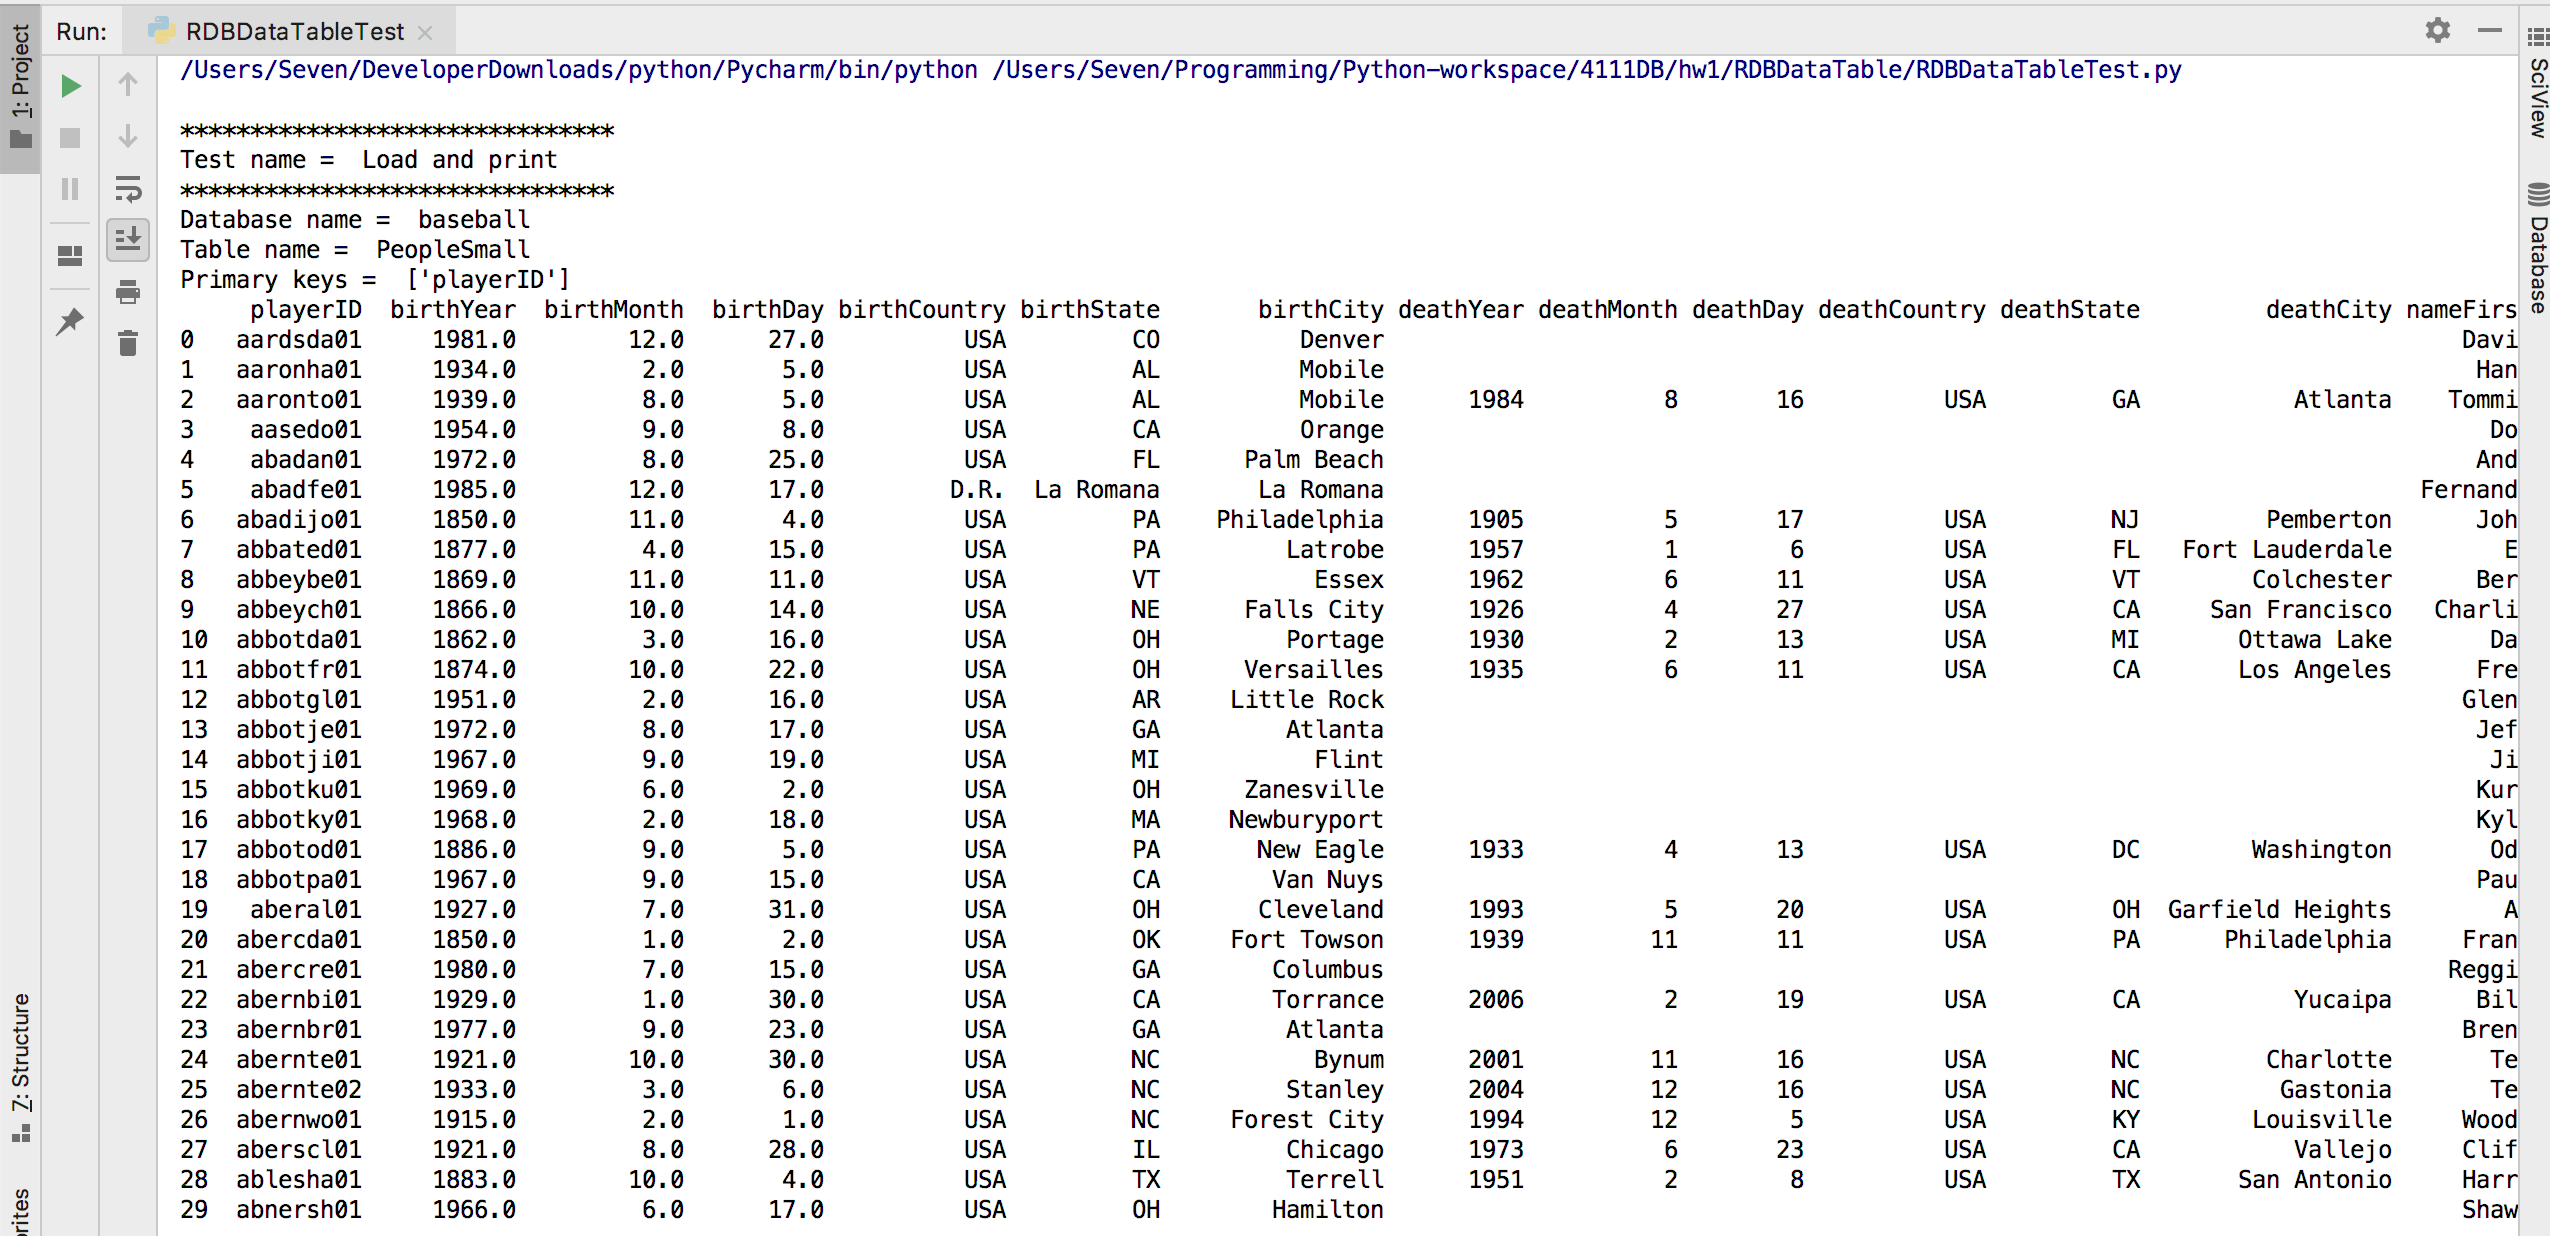 Run: RDBDataTableTest
1: Project
SciView
Database
7: Structure
orites
/Users/Seven/DeveloperDownloads/python/Pycharm/bin/python /Users/Seven/Programming/Python-workspace/4111DB/hw1/RDBDataTable/RDBDataTableTest.py
*******************************
Test name =  Load and print
*******************************
Database name =  baseball
Table name =  PeopleSmall
Primary keys =  ['playerID']
playerID birthYear birthMonth birthDay birthCountry birthState birthCity deathYear deathMonth deathDay deathCountry deathState deathCity nameFirs
0 aardsda01 1981.0 12.0 27.0 USA CO Denver Davi
1 aaronha01 1934.0 2.0 5.0 USA AL Mobile Han
2 aaronto01 1939.0 8.0 5.0 USA AL Mobile 1984 8 16 USA GA Atlanta Tommi
3 aasedo01 1954.0 9.0 8.0 USA CA Orange Do
4 abadan01 1972.0 8.0 25.0 USA FL Palm Beach And
5 abadfe01 1985.0 12.0 17.0 D.R. La Romana La Romana Fernand
6 abadijo01 1850.0 11.0 4.0 USA PA Philadelphia 1905 5 17 USA NJ Pemberton Joh
7 abbated01 1877.0 4.0 15.0 USA PA Latrobe 1957 1 6 USA FL Fort Lauderdale E
8 abbeybe01 1869.0 11.0 11.0 USA VT Essex 1962 6 11 USA VT Colchester Ber
9 abbeych01 1866.0 10.0 14.0 USA NE Falls City 1926 4 27 USA CA San Francisco Charli
10 abbotda01 1862.0 3.0 16.0 USA OH Portage 1930 2 13 USA MI Ottawa Lake Da
11 abbotfr01 1874.0 10.0 22.0 USA OH Versailles 1935 6 11 USA CA Los Angeles Fre
12 abbotgl01 1951.0 2.0 16.0 USA AR Little Rock Glen
13 abbotje01 1972.0 8.0 17.0 USA GA Atlanta Jef
14 abbotji01 1967.0 9.0 19.0 USA MI Flint Ji
15 abbotku01 1969.0 6.0 2.0 USA OH Zanesville Kur
16 abbotky01 1968.0 2.0 18.0 USA MA Newburyport Kyl
17 abbotod01 1886.0 9.0 5.0 USA PA New Eagle 1933 4 13 USA DC Washington Od
18 abbotpa01 1967.0 9.0 15.0 USA CA Van Nuys Pau
19 aberal01 1927.0 7.0 31.0 USA OH Cleveland 1993 5 20 USA OH Garfield Heights A
20 abercda01 1850.0 1.0 2.0 USA OK Fort Towson 1939 11 11 USA PA Philadelphia Fran
21 abercre01 1980.0 7.0 15.0 USA GA Columbus Reggi
22 abernbi01 1929.0 1.0 30.0 USA CA Torrance 2006 2 19 USA CA Yucaipa Bil
23 abernbr01 1977.0 9.0 23.0 USA GA Atlanta Bren
24 abernte01 1921.0 10.0 30.0 USA NC Bynum 2001 11 16 USA NC Charlotte Te
25 abernte02 1933.0 3.0 6.0 USA NC Stanley 2004 12 16 USA NC Gastonia Te
26 abernwo01 1915.0 2.0 1.0 USA NC Forest City 1994 12 5 USA KY Louisville Wood
27 aberscl01 1921.0 8.0 28.0 USA IL Chicago 1973 6 23 USA CA Vallejo Clif
28 ablesha01 1883.0 10.0 4.0 USA TX Terrell 1951 2 8 USA TX San Antonio Harr
29 abnersh01 1966.0 6.0 17.0 USA OH Hamilton Shaw